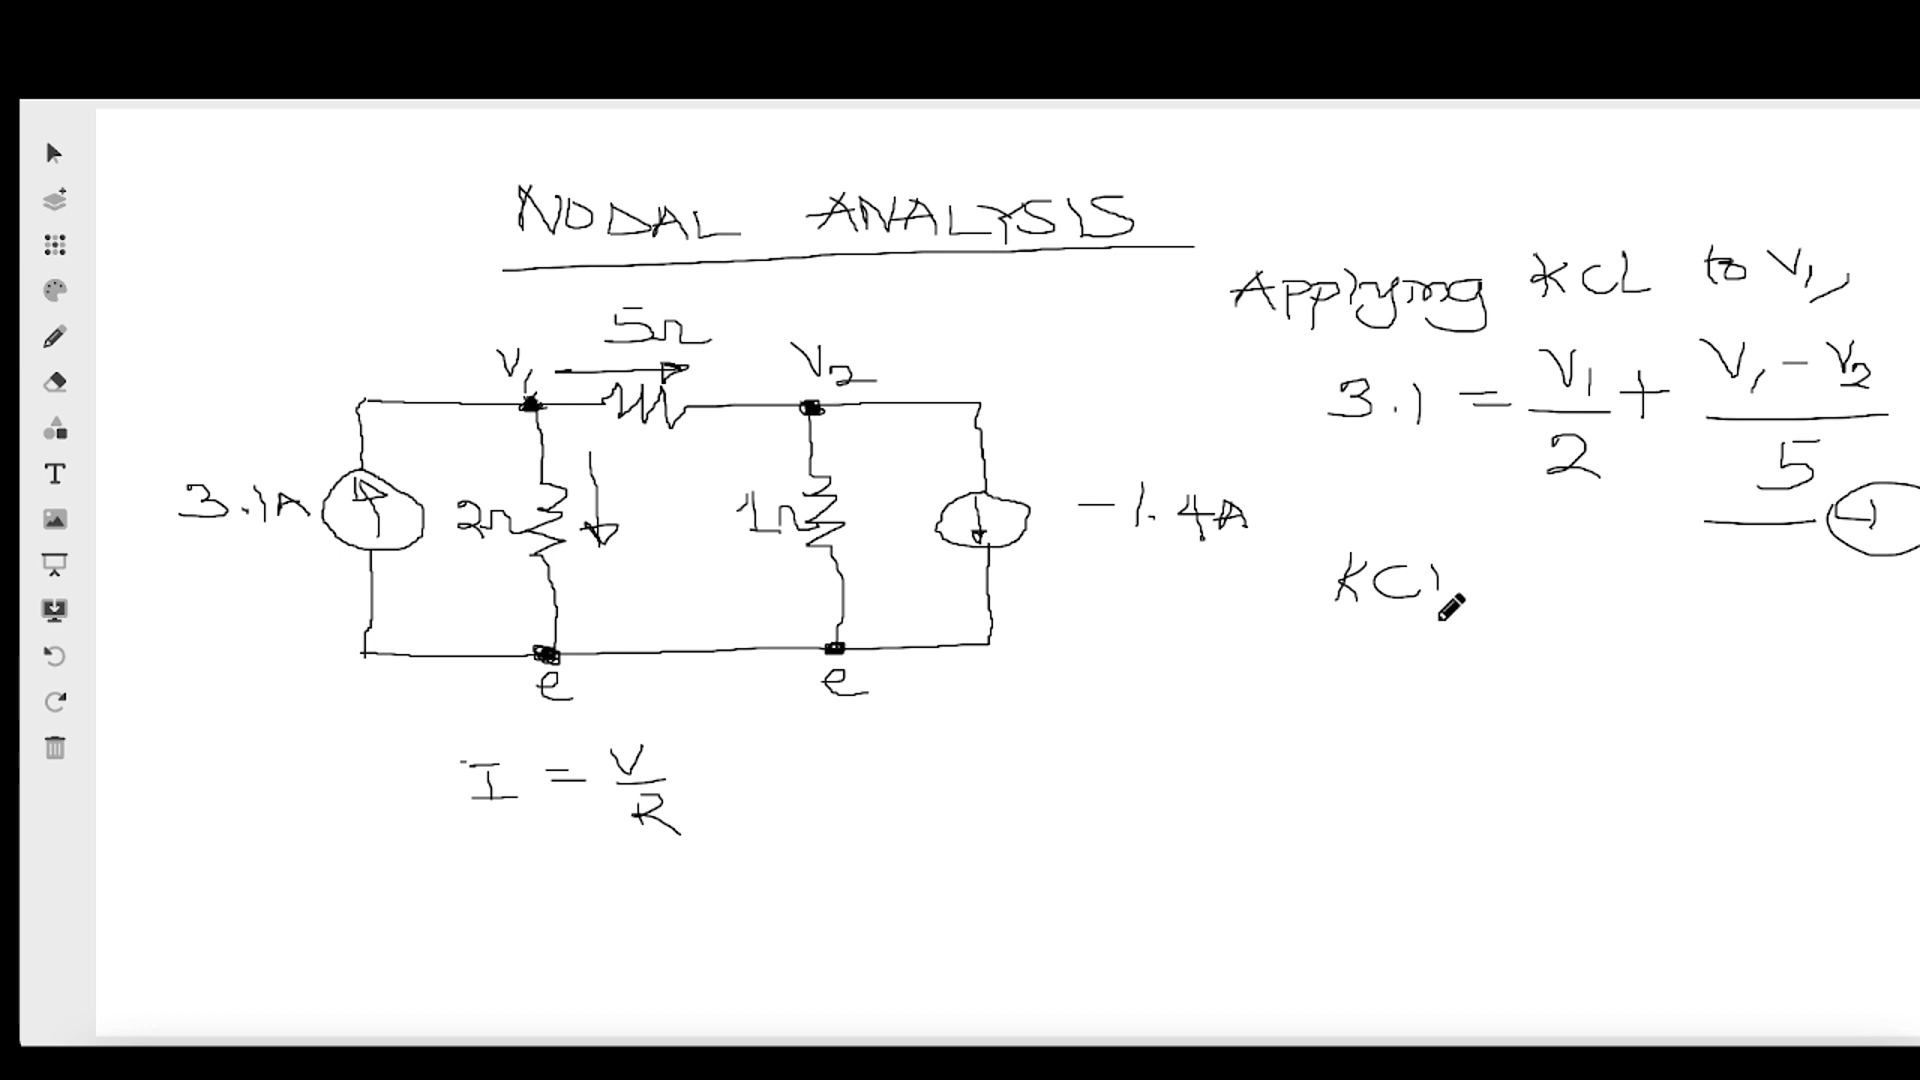 NODAL ANALYSIS
5Ω
V1
V2
3.1A
2Ω
1Ω
-1.4A
e
e
I = V/R
Applying KCL to V1,
3.1 = V1/2 + (V1 - V2)/5
— 1
KCL
T